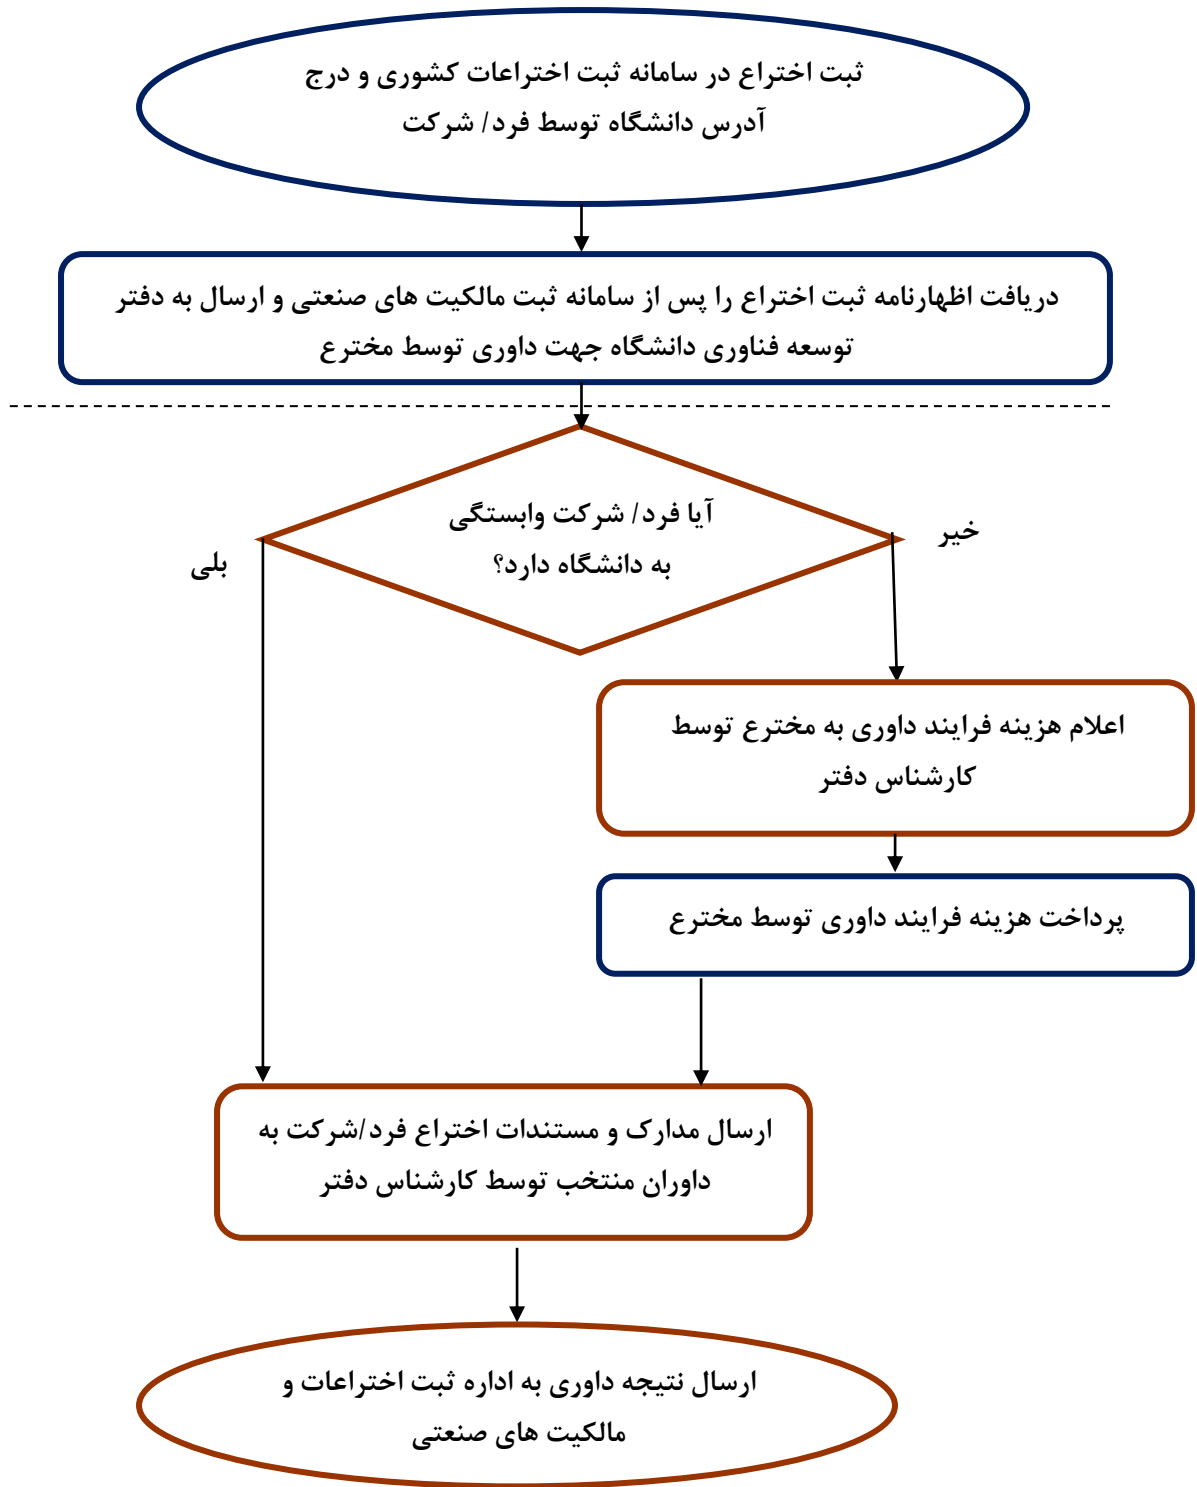 ثبت اختراع در سامانه ثبت اختراعات کشوری و درج
آدرس دانشگاه توسط فرد/ شرکت
دریافت اظهارنامه ثبت اختراع را پس از سامانه ثبت مالکیت های صنعتی و ارسال به دفتر
توسعه فناوری دانشگاه جهت داوری توسط مخترع
آیا فرد/ شرکت وابستگی
به دانشگاه دارد؟
خیر
بلی
اعلام هزینه فرایند داوری به مخترع توسط
کارشناس دفتر
پرداخت هزینه فرایند داوری توسط مخترع
ارسال مدارک و مستندات اختراع فرد/شرکت به
داوران منتخب توسط کارشناس دفتر
ارسال نتیجه داوری به اداره ثبت اختراعات و
مالکیت های صنعتی